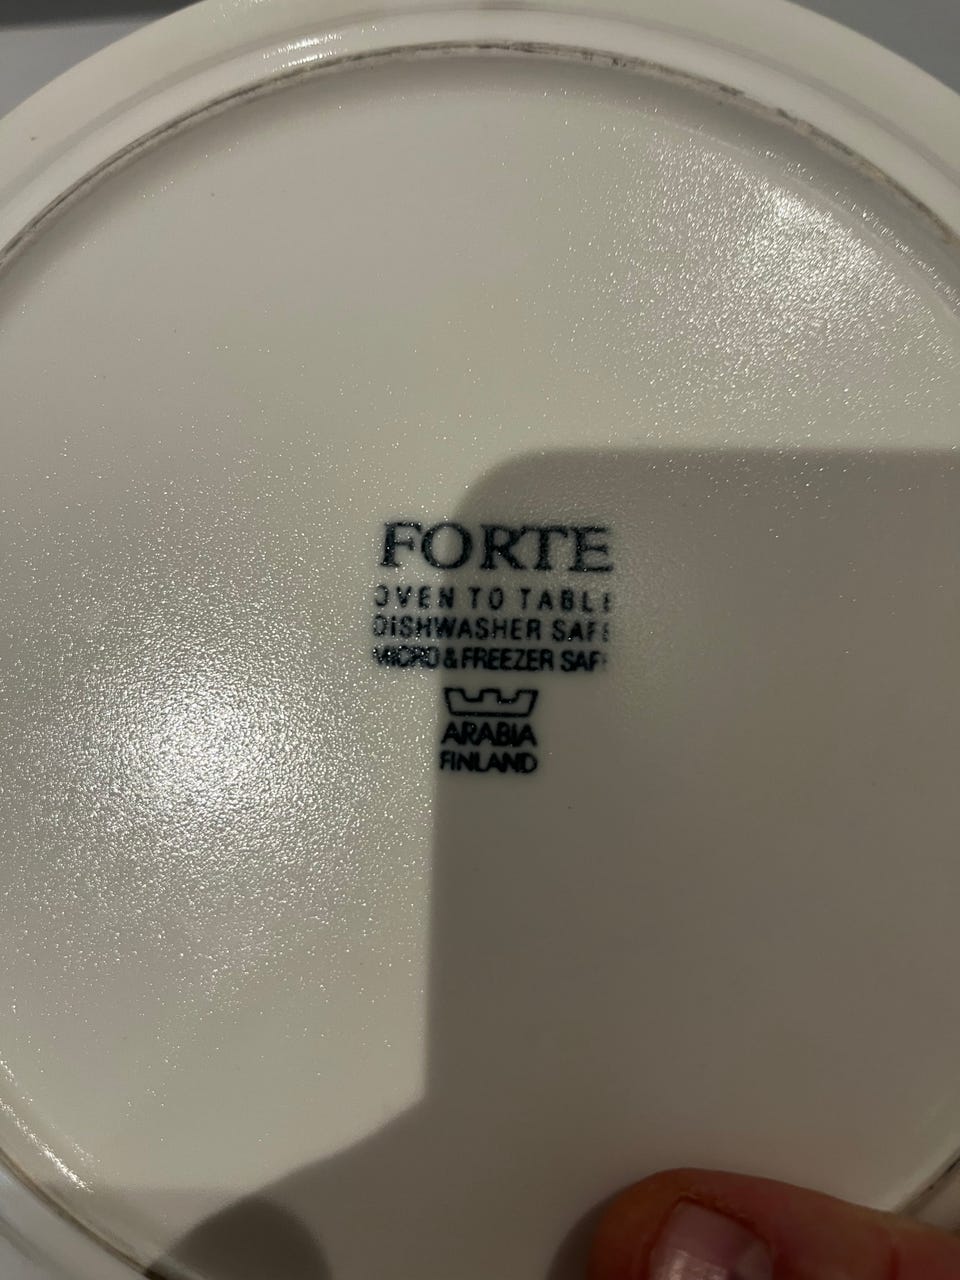 FORTE
OVEN TO TABLE
DISHWASHER SAFE
MICRO & FREEZER SAFE
ARABIA
FINLAND